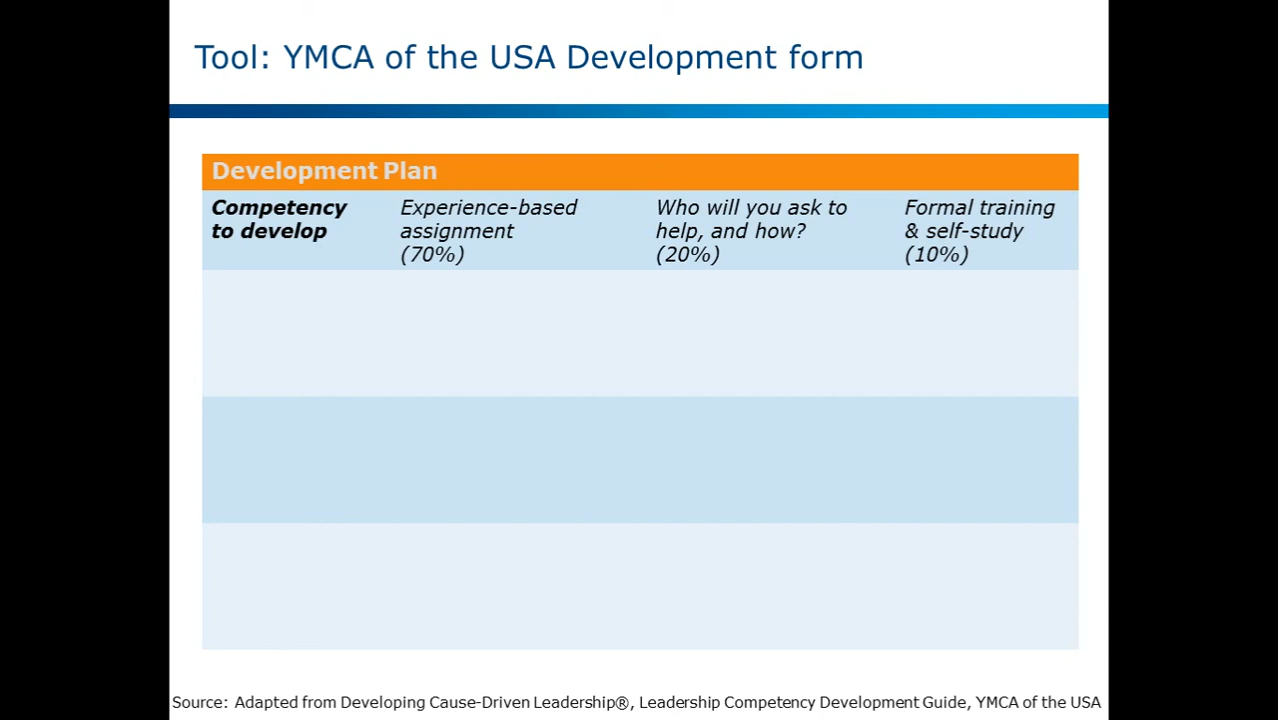 Tool: YMCA of the USA Development form
Development Plan
Competency
to develop
Experience-based
assignment
(70%)
Who will you ask to
help, and how?
(20%)
Formal training
& self-study
(10%)
Source: Adapted from Developing Cause-Driven Leadership®, Leadership Competency Development Guide, YMCA of the USA